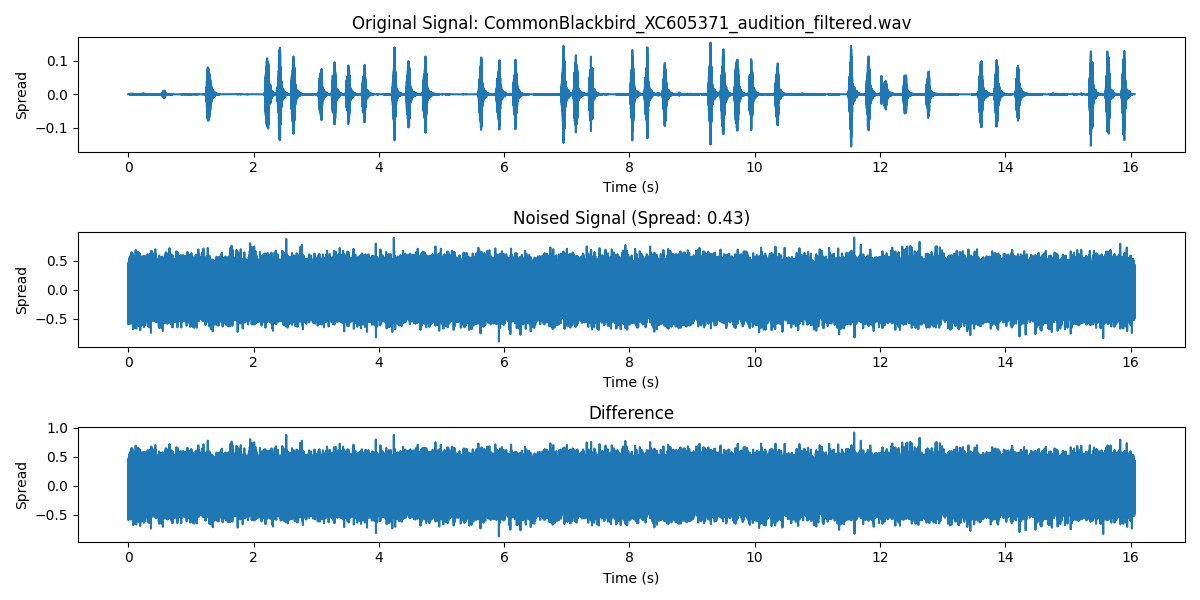 Original Signal: CommonBlackbird_XC605371_audition_filtered.wav
0.1
0.0
−0.1
Spread
0 2 4 6 8 10 12 14 16
Time (s)
Noised Signal (Spread: 0.43)
0.5
0.0
−0.5
Spread
0 2 4 6 8 10 12 14 16
Time (s)
Difference
1.0
0.5
0.0
−0.5
Spread
0 2 4 6 8 10 12 14 16
Time (s)